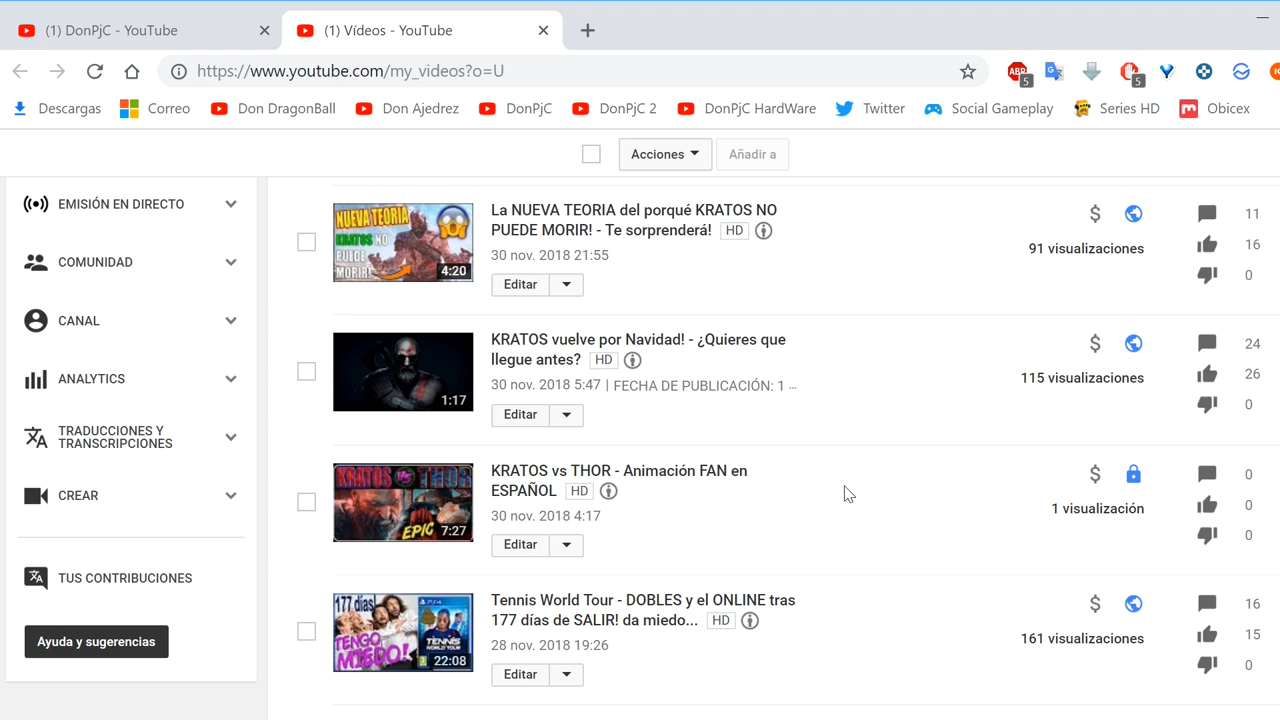 (1) DonPjC - YouTube
(1) Vídeos - YouTube
https://www.youtube.com/my_videos?o=U
ABP
5
5
Descargas
Correo
Don DragonBall
Don Ajedrez
DonPjC
DonPjC 2
DonPjC HardWare
Twitter
Social Gameplay
Series HD
Obicex
Acciones
Añadir a
EMISIÓN EN DIRECTO
COMUNIDAD
CANAL
ANALYTICS
TRADUCCIONES Y
TRANSCRIPCIONES
CREAR
TUS CONTRIBUCIONES
Ayuda y sugerencias
NUEVA TEORIA
KRATOS NO
PUEDE
MORIR!
4:20
La NUEVA TEORIA del porqué KRATOS NO
PUEDE MORIR! - Te sorprenderá! HD
30 nov. 2018 21:55
Editar
$
91 visualizaciones
11
16
0
1:17
KRATOS vuelve por Navidad! - ¿Quieres que
llegue antes? HD
30 nov. 2018 5:47 | FECHA DE PUBLICACIÓN: 1 ...
Editar
$
115 visualizaciones
24
26
0
KRATOS VS THOR
EPIC
7:27
KRATOS vs THOR - Animación FAN en
ESPAÑOL HD
30 nov. 2018 4:17
Editar
$
1 visualización
0
0
0
177 días
TENGO
MIEDO!
PS4
TENNIS
WORLD TOUR
22:08
Tennis World Tour - DOBLES y el ONLINE tras
177 días de SALIR! da miedo... HD
28 nov. 2018 19:26
Editar
$
161 visualizaciones
16
15
0